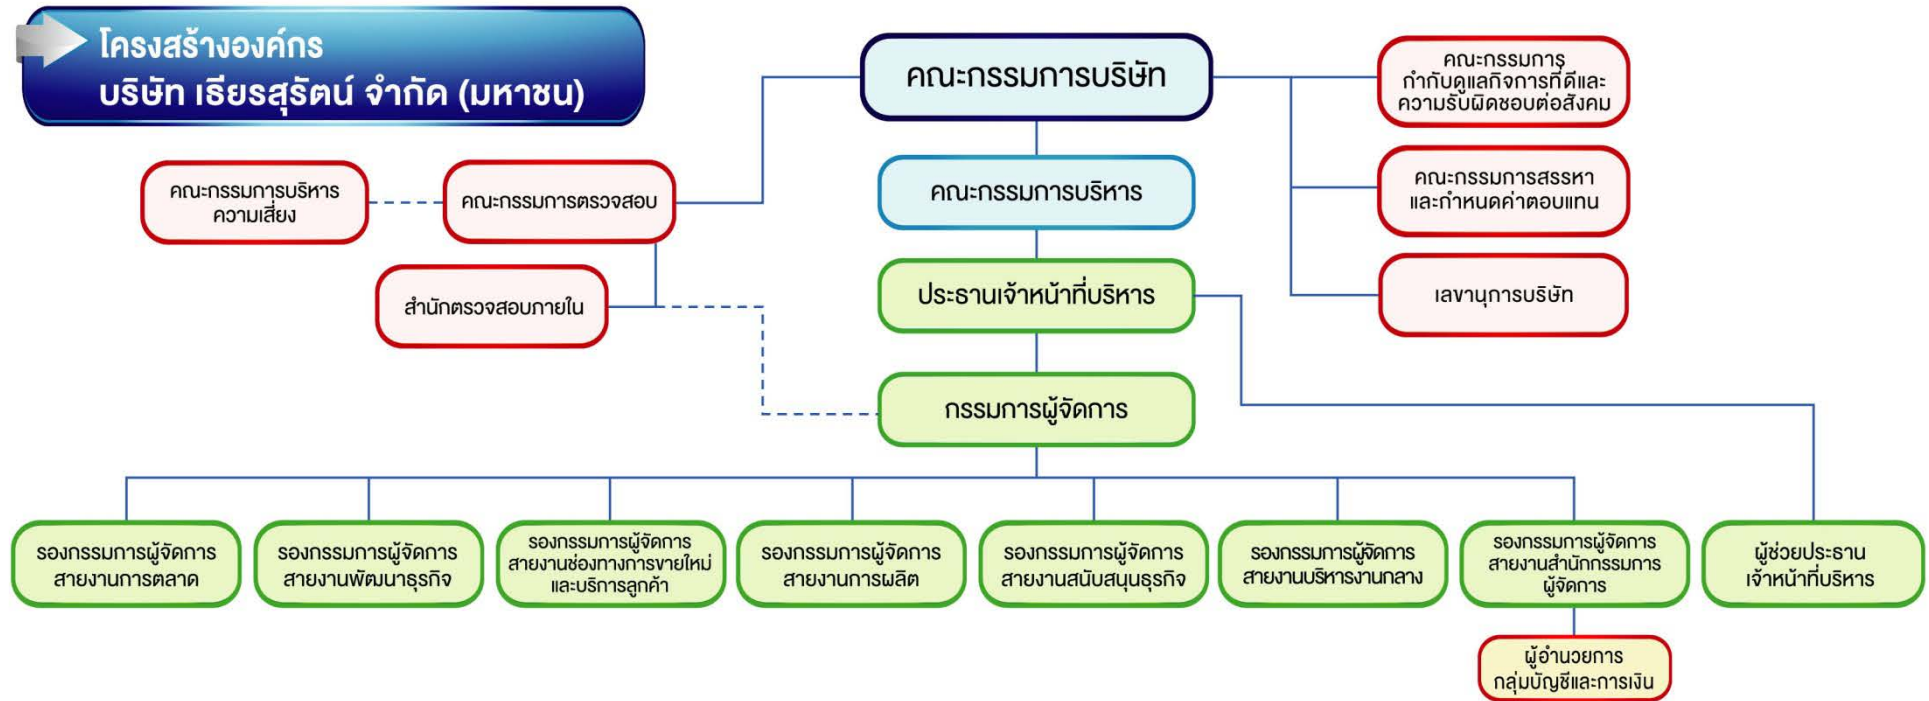 โครงสร้างองค์กร
บริษัท เธียรสุรัตน์ จำกัด (มหาชน)
คณะกรรมการบริษัท
คณะกรรมการ
กำกับดูแลกิจการที่ดีและ
ความรับผิดชอบต่อสังคม
คณะกรรมการบริหาร
ความเสี่ยง
คณะกรรมการตรวจสอบ
คณะกรรมการบริหาร
คณะกรรมการสรรหา
และกำหนดค่าตอบแทน
สำนักตรวจสอบภายใน
ประธานเจ้าหน้าที่บริหาร
เลขานุการบริษัท
กรรมการผู้จัดการ
รองกรรมการผู้จัดการ
สายงานการตลาด
รองกรรมการผู้จัดการ
สายงานพัฒนาธุรกิจ
รองกรรมการผู้จัดการ
สายงานช่องทางการขายใหม่
และบริการลูกค้า
รองกรรมการผู้จัดการ
สายงานการผลิต
รองกรรมการผู้จัดการ
สายงานสนับสนุนธุรกิจ
รองกรรมการผู้จัดการ
สายงานบริหารงานกลาง
รองกรรมการผู้จัดการ
สายงานสำนักกรรมการ
ผู้จัดการ
ผู้ช่วยประธาน
เจ้าหน้าที่บริหาร
ผู้อำนวยการ
กลุ่มบัญชีและการเงิน